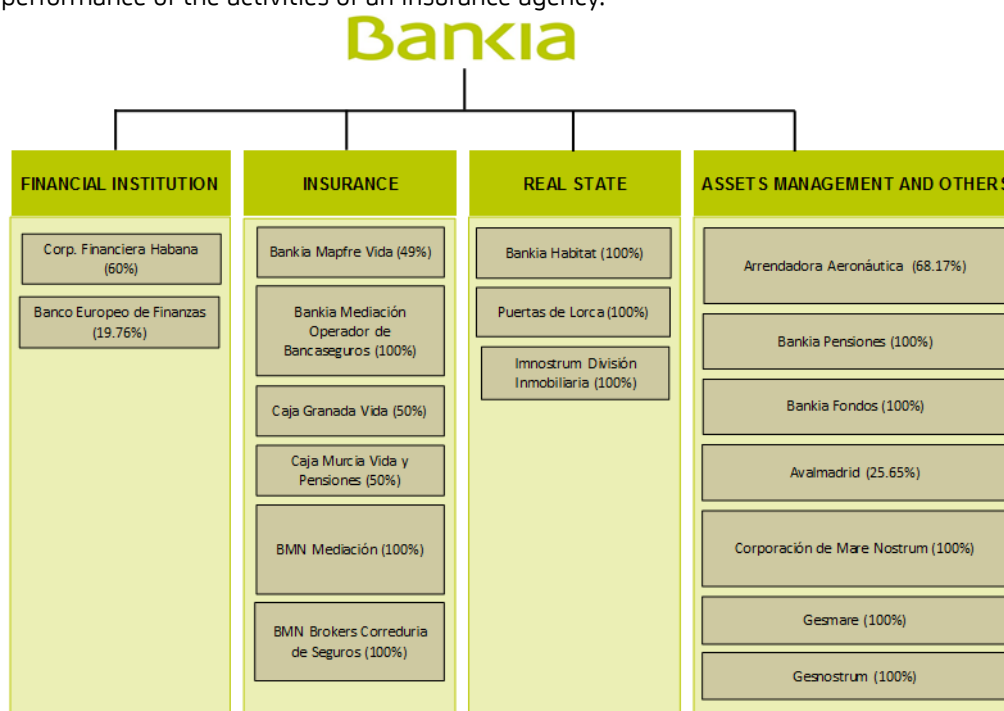 performance of the activities of an insurance agency.
Bankia
FINANCIAL INSTITUTION
Corp. Financiera Habana
(60%)
Banco Europeo de Finanzas
(19.76%)
INSURANCE
Bankia Mapfre Vida (49%)
Bankia Mediación
Operador de
Bancaseguros (100%)
Caja Granada Vida (50%)
Caja Murcia Vida y
Pensiones (50%)
BMN Mediación (100%)
BMN Brokers Correduria
de Seguros (100%)
REAL STATE
Bankia Habitat (100%)
Puertas de Lorca (100%)
Imnostrum División
Inmobiliaria (100%)
ASSETS MANAGEMENT AND OTHERS
Arrendadora Aeronáutica (68.17%)
Bankia Pensiones (100%)
Bankia Fondos (100%)
Avalmadrid (25.65%)
Corporación de Mare Nostrum (100%)
Gesmare (100%)
Gesnostrum (100%)